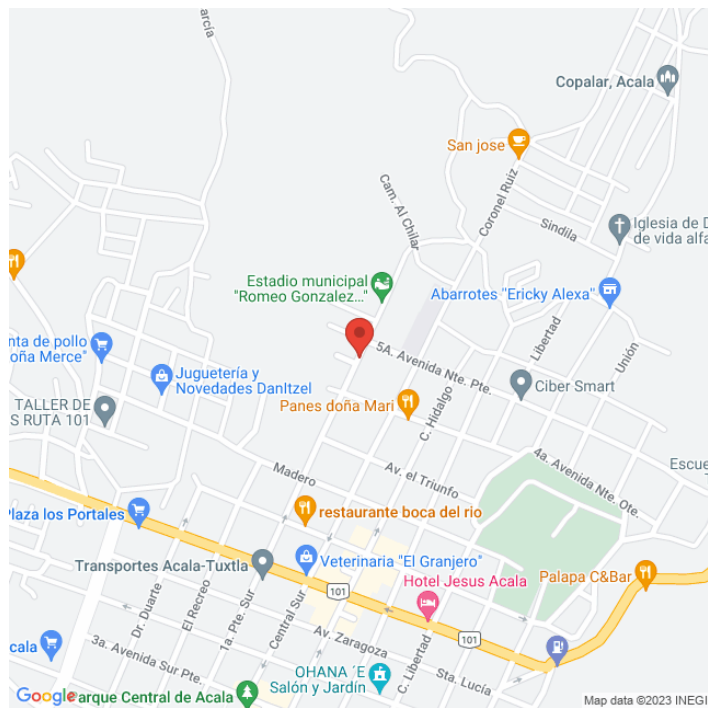 arcía
Copalar, Acala
San jose
Coronel Ruiz
Cam. Al Chilar
Sindila
Iglesia de D
de vida alfa
Estadio municipal
"Romeo Gonzalez..."
Abarrotes "Ericky Alexa"
nta de pollo
oña Merce"
5A. Avenida Nte. Pte.
Libertad
Unión
Juguetería y
Novedades DanItzel
Ciber Smart
TALLER DE
S RUTA 101
Panes doña Mari
C. Hidalgo
4a. Avenida Nte. Ote.
Escue
Madero
Av. el Triunfo
Plaza los Portales
restaurante boca del rio
Transportes Acala-Tuxtla
Veterinaria "El Granjero"
Hotel Jesus Acala
Palapa C&Bar
101
101
Dr. Duarte
El Recreo
1a. Pte. Sur
Central Sur
Av. Zaragoza
C. Libertad
cala
3a. Avenida Sur Pte.
OHANA ´E
Salón y Jardín
Sta. Lucía
Google
Parque Central de Acala
Map data ©2023 INEGI